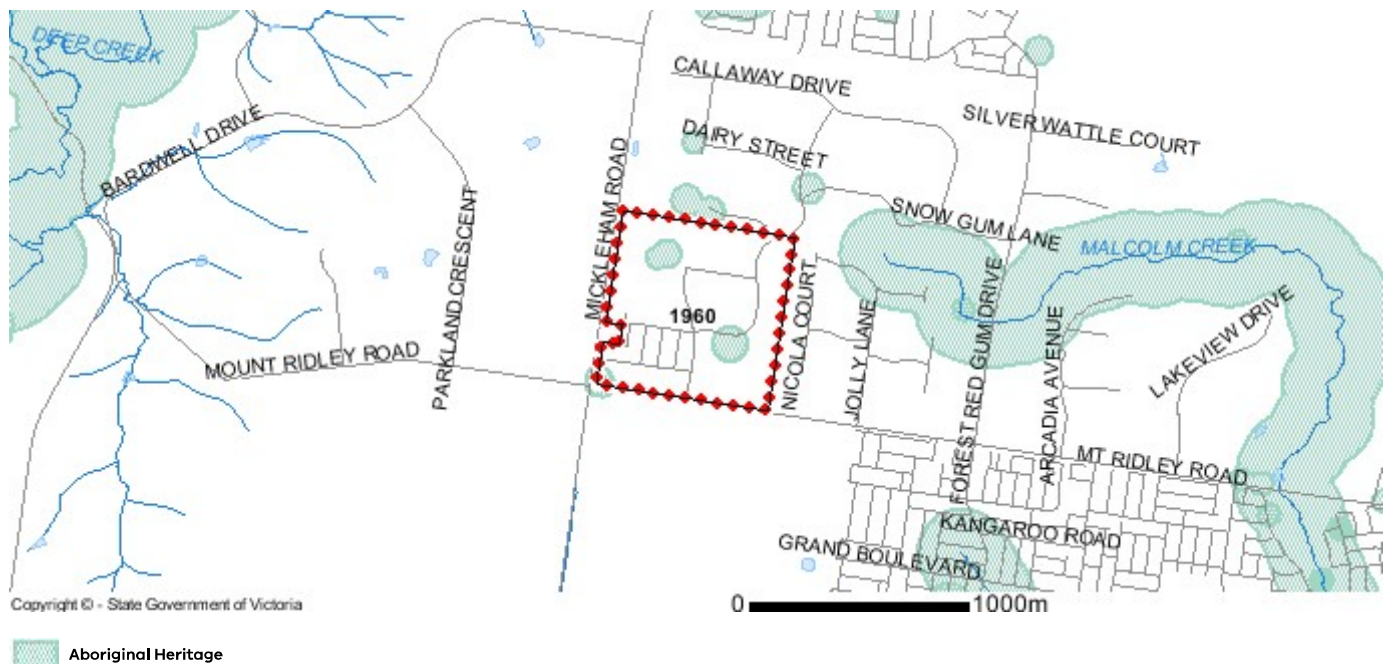 DEEP CREEK
CALLAWAY DRIVE
BARDWELL DRIVE
SILVER WATTLE COURT
DAIRY STREET
MICKLEHAM ROAD
PARKLAND CRESCENT
SNOW GUM LANE
MALCOLM CREEK
1960
NICOLA COURT
JOLLY LANE
FOREST RED GUM DRIVE
ARCADIA AVENUE
LAKEVIEW DRIVE
MOUNT RIDLEY ROAD
MT RIDLEY ROAD
KANGAROO ROAD
GRAND BOULEVARD
Copyright © - State Government of Victoria
0 1000m
Aboriginal Heritage